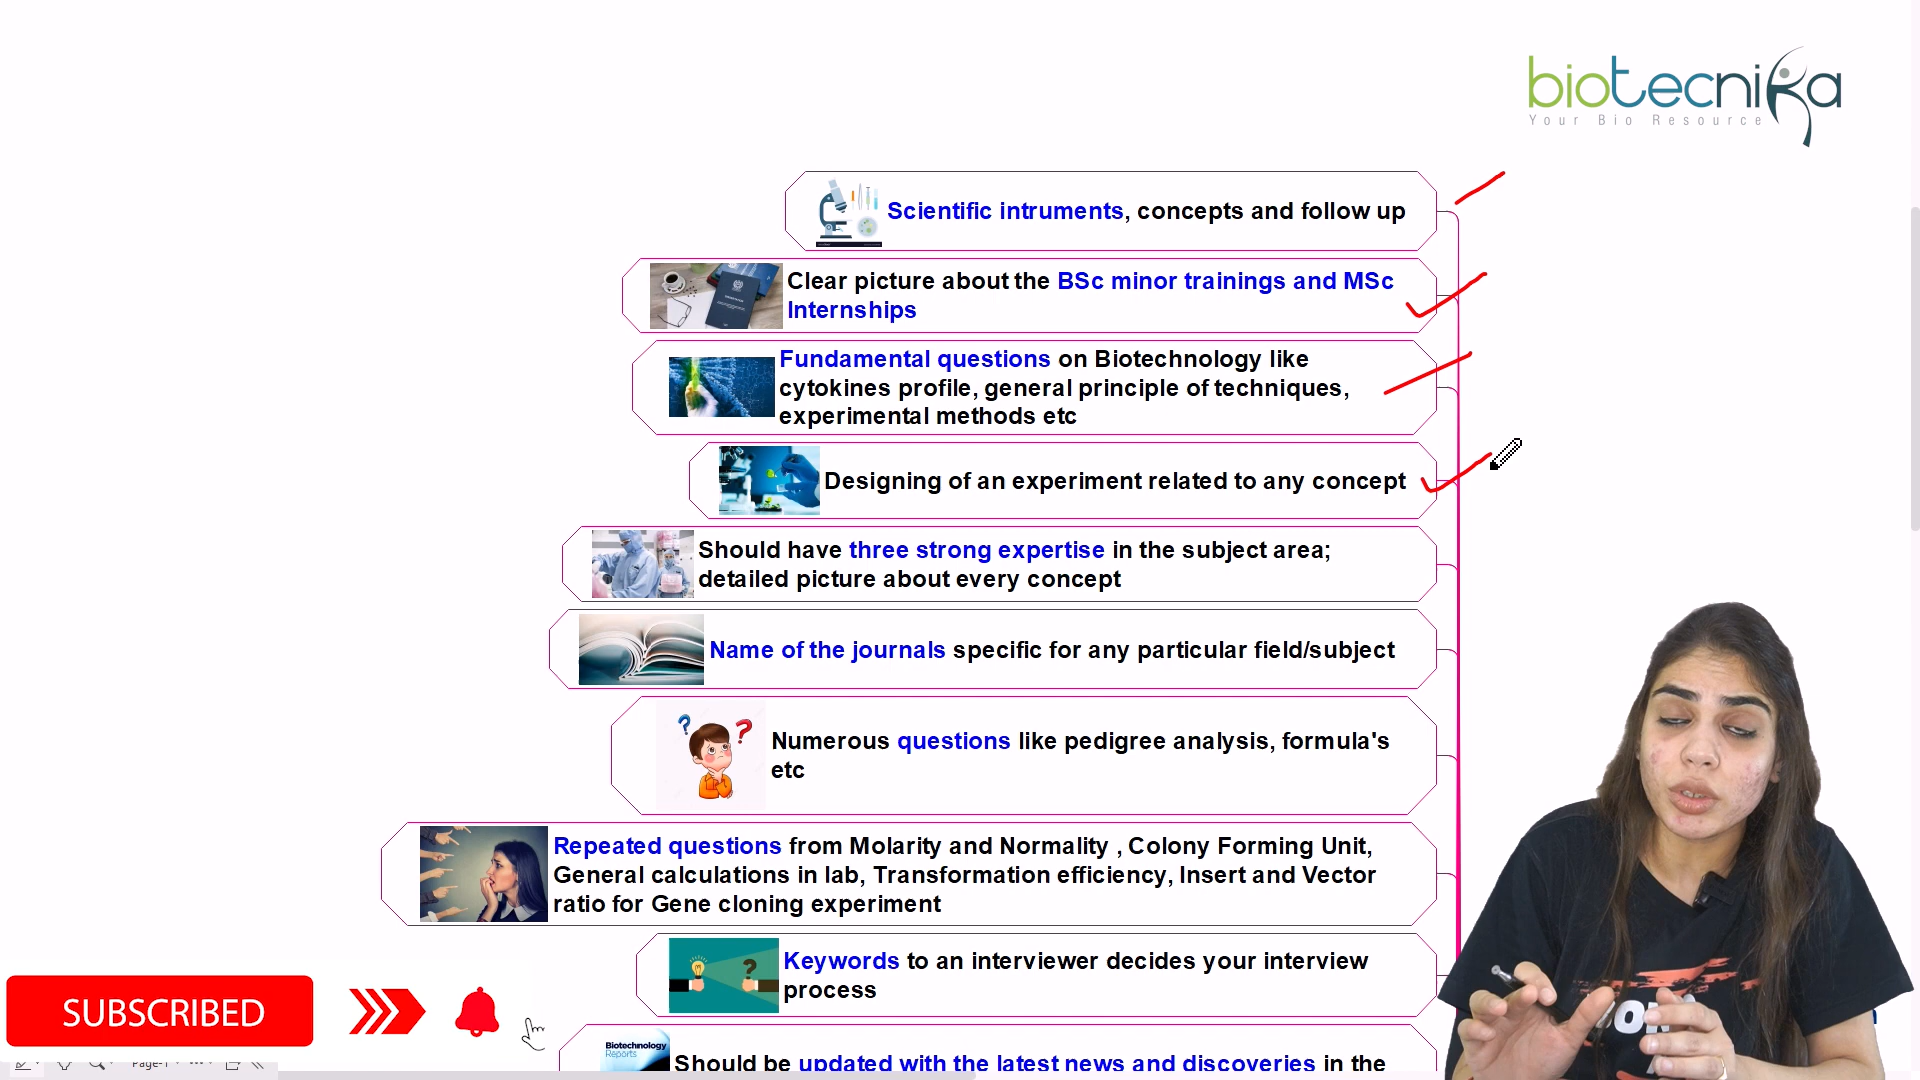 biotecnika
Your Bio Resource
Scientific intruments, concepts and follow up
Clear picture about the BSc minor trainings and MSc
Internships
Fundamental questions on Biotechnology like
cytokines profile, general principle of techniques,
experimental methods etc
Designing of an experiment related to any concept
Should have three strong expertise in the subject area;
detailed picture about every concept
Name of the journals specific for any particular field/subject
Numerous questions like pedigree analysis, formula's
etc
Repeated questions from Molarity and Normality , Colony Forming Unit,
General calculations in lab, Transformation efficiency, Insert and Vector
ratio for Gene cloning experiment
Keywords to an interviewer decides your interview
process
Biotechnology
Reports
Should be updated with the latest news and discoveries in the
SUBSCRIBED